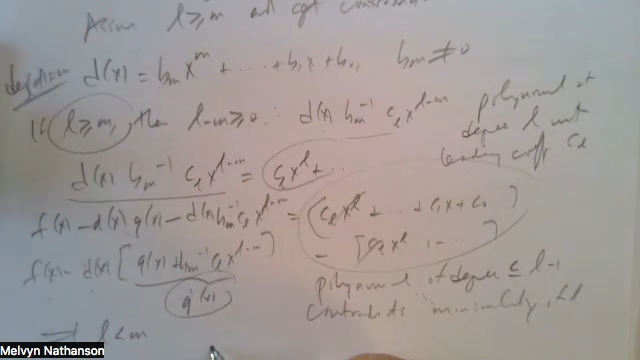 Assume l ≥ m and get contradiction
deg d(x) = m d(x) = b_m x^m + ... + b_1 x + b_0, b_m ≠ 0
If l ≥ m, then l-m ≥ 0 ∴ d(x) b_m^{-1} c_l x^{l-m} polynomial of degree l with leading coeff c_l
d(x) b_m^{-1} c_l x^{l-m} = c_l x^l + ...
f(x) - d(x) q(x) - d(x) b_m^{-1} c_l x^{l-m} = (c_l x^l + ... + c_1 x + c_0)
- [c_l x^l + ...]
f(x) - d(x) [q(x) + b_m^{-1} c_l x^{l-m}]
q'(x)
polynomial of degree ≤ l-1
contradicts minimality of l
⇒ l < m
Melvyn Nathanson